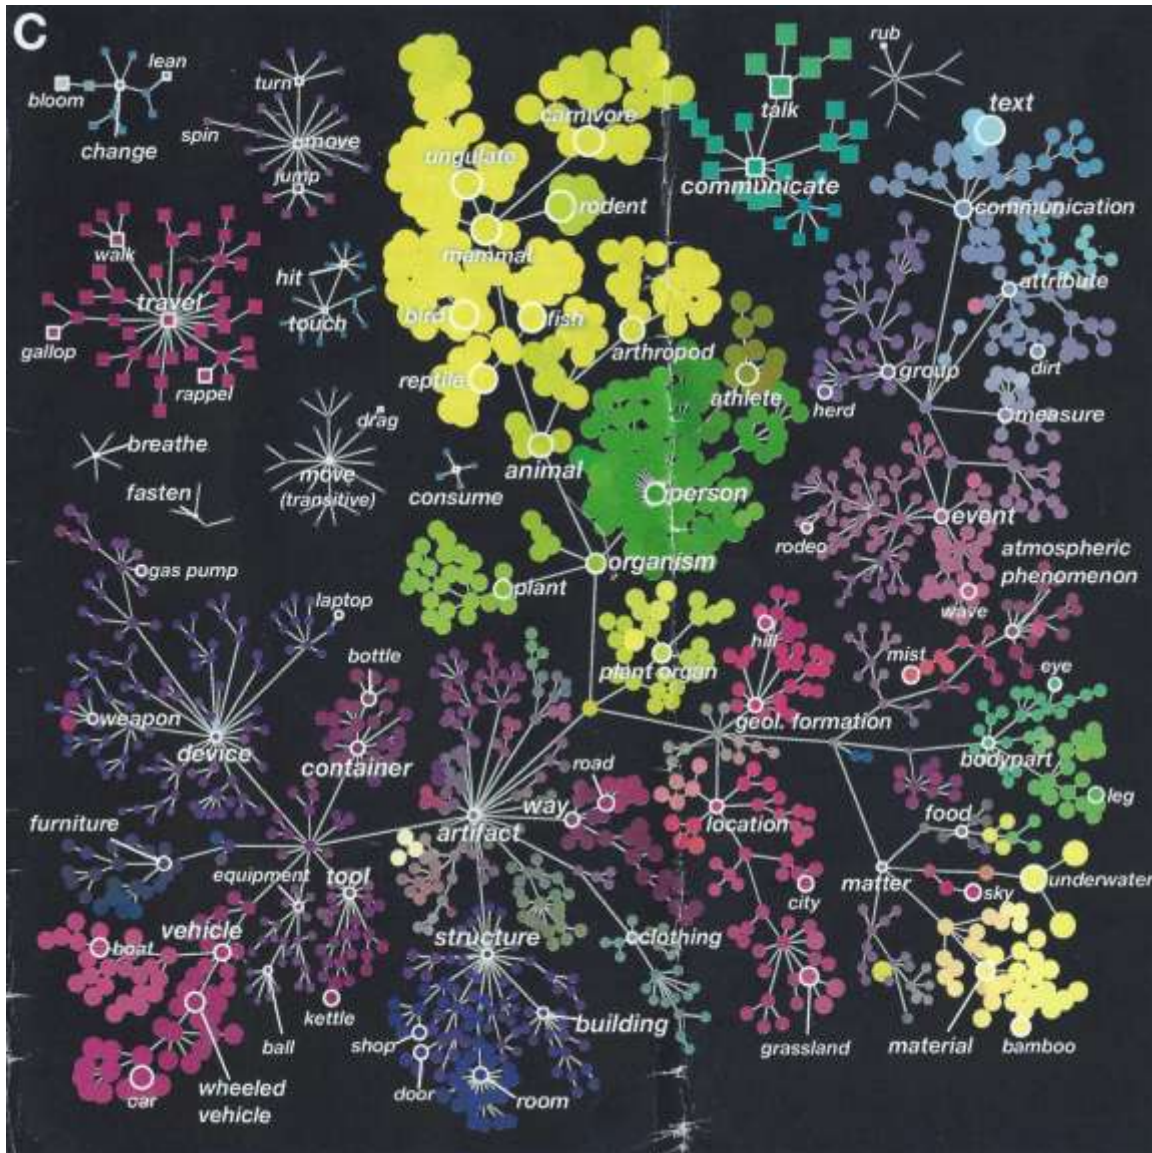 C
lean
bloom
change
turn
spin
move
jump
carnivore
ungulate
rodent
mammal
talk
communicate
rub
text
communication
walk
travel
gallop
rappel
hit
touch
bird
fish
arthropod
reptile
attribute
group
dirt
herd
measure
athlete
breathe
fasten
drag
move
(transitive)
consume
animal
person
event
rodeo
atmospheric
phenomenon
wave
gas pump
organism
plant
laptop
bottle
plant organ
hill
mist
eye
weapon
device
container
geol. formation
bodypart
road
way
artifact
location
food
leg
furniture
equipment
tool
matter
underwater
sky
city
vehicle
boat
structure
clothing
kettle
ball
shop
building
door
room
car
wheeled
vehicle
grassland
material
bamboo